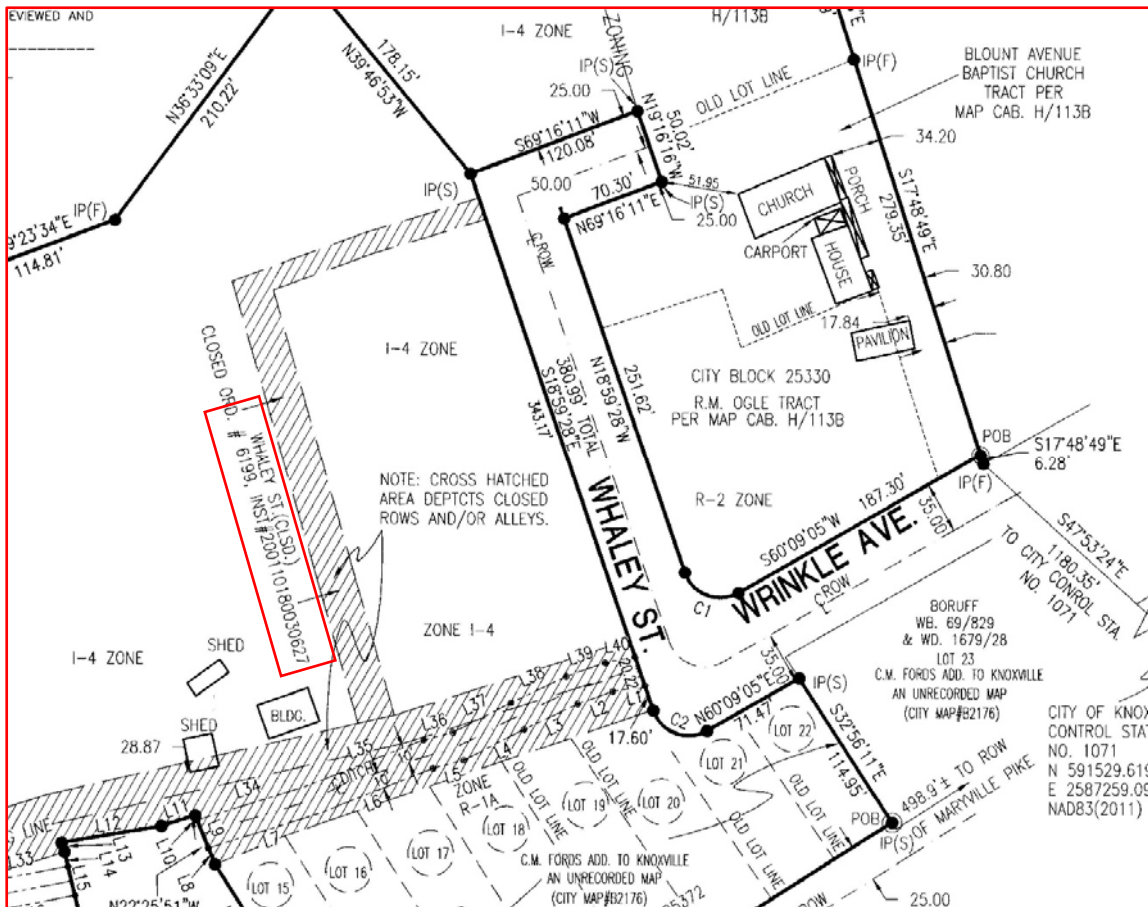 EVIEWED AND
I-4 ZONE
ZONING
H/113B
"E
N36°33'09"E
210.22'
178.15'
N39°46'53"W
IP(S)
25.00
N19°16'16"W
50.02'
OLD LOT LINE
IP(F)
BLOUNT AVENUE
BAPTIST CHURCH
TRACT PER
MAP CAB. H/113B
S69°16'11"W
120.08'
34.20
IP(S)
50.00
70.30'
N69°16'11"E
51.95
IP(S)
25.00
CHURCH
PORCH
CARPORT
HOUSE
S17°48'49"E
279.35'
30.80
IP(F)
9°23'34"E
114.81'
CROW
OLD LOT LINE
17.84
PAVILION
I-4 ZONE
CLOSED ORD.
# 6199, INST#200110180030627
WHALEY ST.(CLSD.)
380.99' TOTAL
S18°59'28"E
343.17'
251.62'
N18°59'28"W
CITY BLOCK 25330
R.M. OGLE TRACT
PER MAP CAB. H/113B
NOTE: CROSS HATCHED
AREA DEPTCTS CLOSED
ROWS AND/OR ALLEYS.
R-2 ZONE
POB
S17°48'49"E
6.28'
IP(F)
187.30'
S60°09'05"W
35.00
WHALEY ST.
WRINKLE AVE.
CROW
C1
S47°53'24"E
1180.35'
TO CITY CONROL STA.
NO. 1071
ZONE I-4
I-4 ZONE
SHED
BLDG.
SHED
28.87
BORUFF
WB. 69/829
& WD. 1679/28
LOT 23
C.M. FORDS ADD. TO KNOXVILLE
AN UNRECORDED MAP
(CITY MAP#B2176)
35.00
IP(S)
N60°09'05"E
71.47'
C2
17.60'
20.22'
L1
L40
L39
L38
L37
L36
L35
L34
L2
L3
L4
L5
L6
L7
10'
10'
S32°56'11"E
114.95'
CITY OF KNOX
CONTROL STAT
NO. 1071
N 591529.619
E 2587259.09
NAD83(2011)
498.9'± TO ROW
OF MARYVILLE PIKE
POB
IP(S)
ZONE
R-1A
OLD LOT LINE
OLD LOT LINE
OLD LOT LINE
OLD LOT LINE
LOT 22
LOT 21
LOT 20
LOT 19
LOT 18
LOT 17
LOT 16
LOT 15
LINE
L33
L12
L11
L13
L14
L15
L10
L9
L8
N22°25'51"W
C.M. FORDS ADD. TO KNOXVILLE
AN UNRECORDED MAP
(CITY MAP#B2176)
25372
ROW
25.00